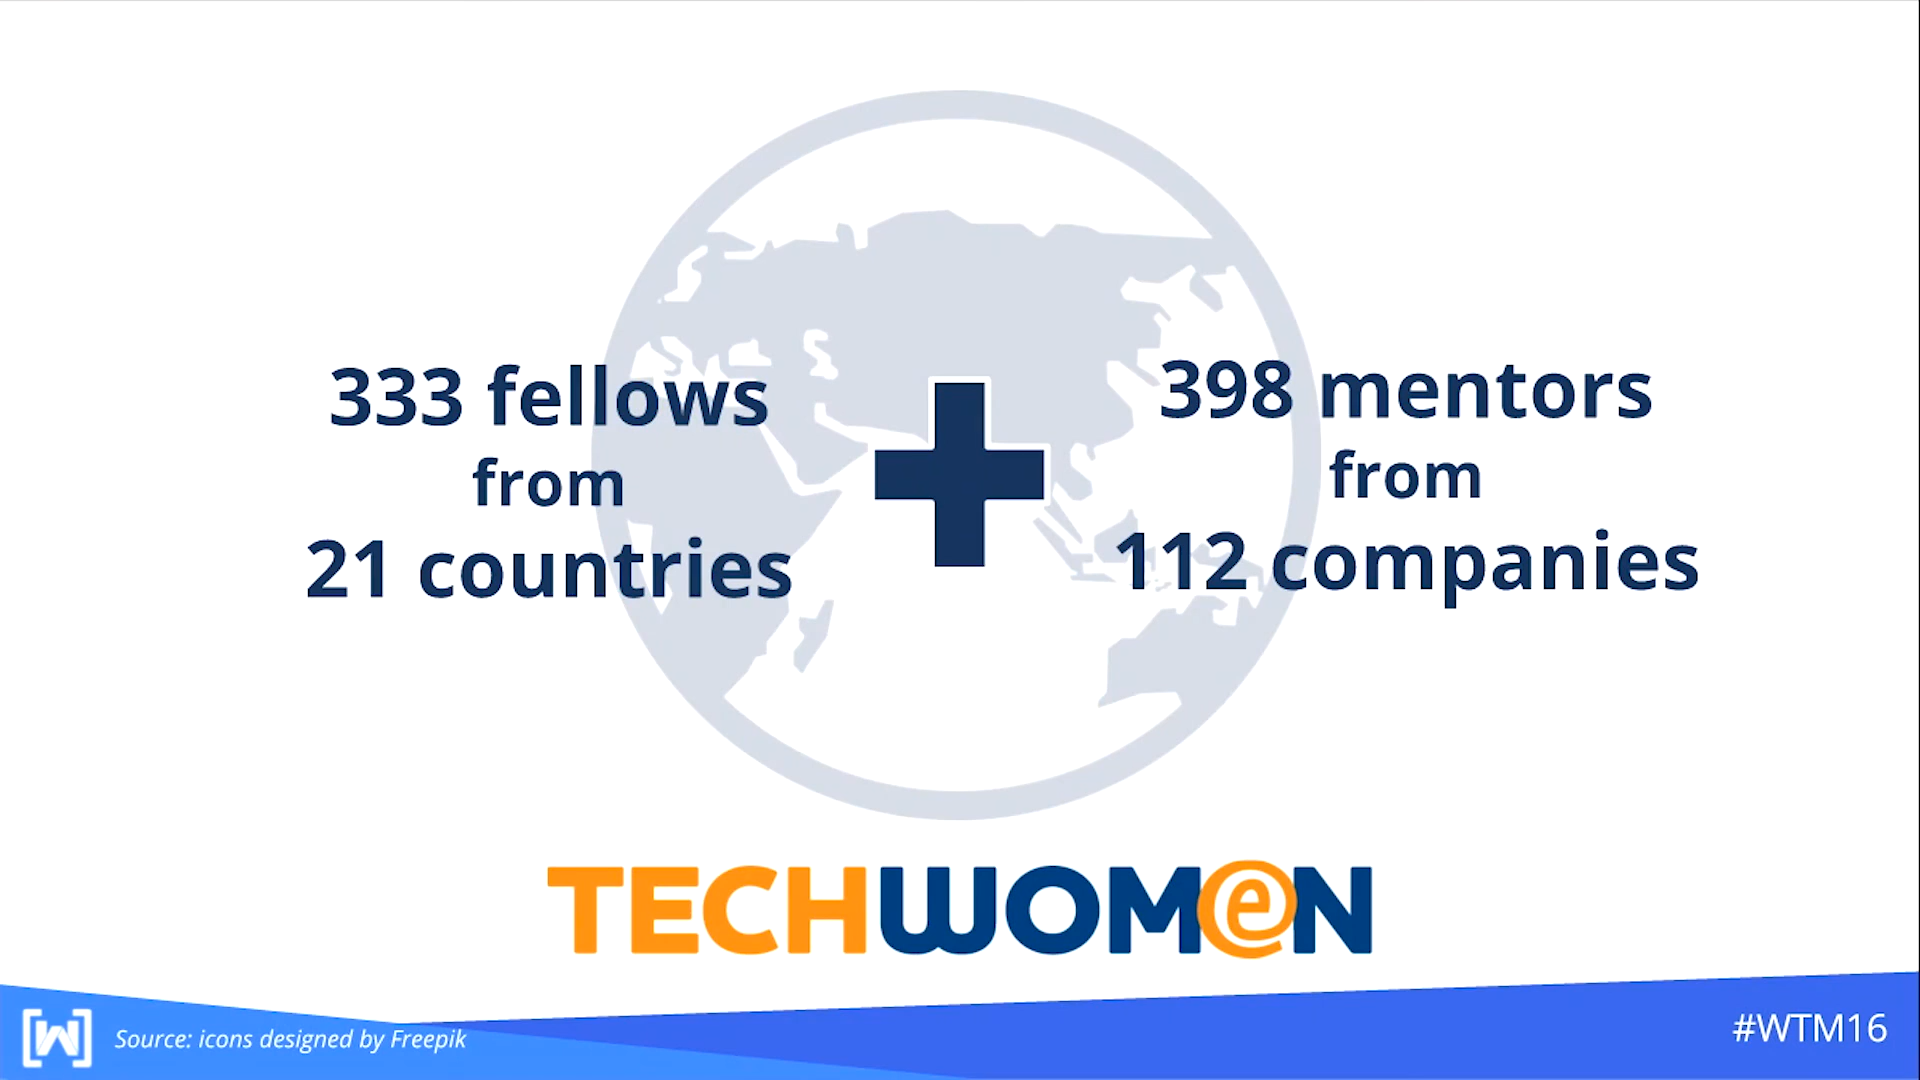 333 fellows
from
21 countries
398 mentors
from
112 companies
TECHWOMEN
[W]
Source: icons designed by Freepik
#WTM16